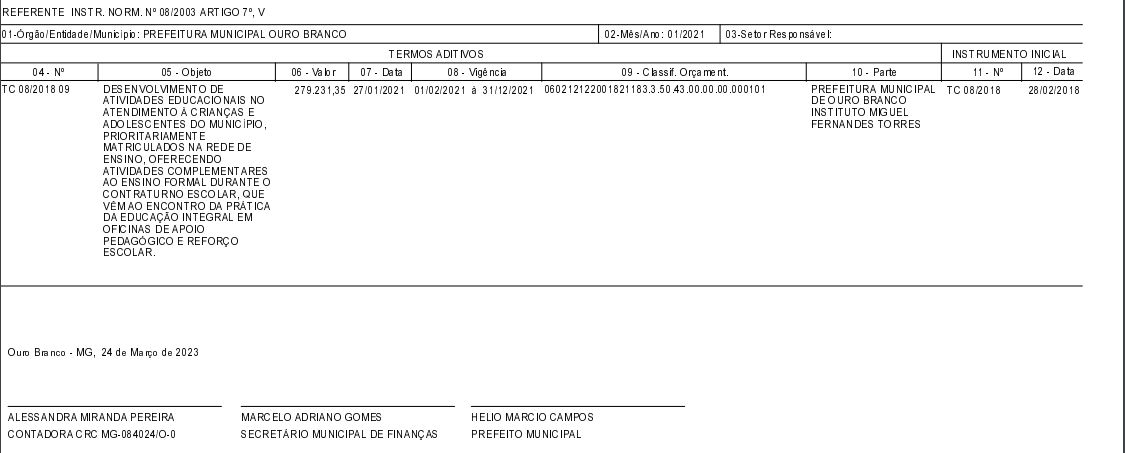 REFERENTE INSTR. NORM. Nº 08/2003 ARTIGO 7º, V
01-Órgão/Entidade/Município: PREFEITURA MUNICIPAL OURO BRANCO 02-Mês/Ano: 01/2021 03-Setor Responsável:
TERMOS ADITIVOS INSTRUMENTO INICIAL
04 - Nº 05 - Objeto 06 - Valor 07 - Data 08 - Vigência 09 - Classif. Orçament. 10 - Parte 11 - Nº 12 - Data
TC 08/2018 09 DESENVOLVIMENTO DE 279.231,35 27/01/2021 01/02/2021 à 31/12/2021 060212122001821183.3.50.43.00.00.00.000101 PREFEITURA MUNICIPAL TC 08/2018 28/02/2018
ATIVIDADES EDUCACIONAIS NO DE OURO BRANCO
ATENDIMENTO À CRIANÇAS E INSTITUTO MIGUEL
ADOLESCENTES DO MUNICÍPIO, FERNANDES TORRES
PRIORITARIAMENTE
MATRICULADOS NA REDE DE
ENSINO, OFERECENDO
ATIVIDADES COMPLEMENTARES
AO ENSINO FORMAL DURANTE O
CONTRATURNO ESCOLAR, QUE
VÊM AO ENCONTRO DA PRÁTICA
DA EDUCAÇÃO INTEGRAL EM
OFICINAS DE APOIO
PEDAGÓGICO E REFORÇO
ESCOLAR.
Ouro Branco - MG, 24 de Março de 2023
ALESSANDRA MIRANDA PEREIRA MARCELO ADRIANO GOMES HELIO MARCIO CAMPOS
CONTADORA CRC MG-084024/O-0 SECRETÁRIO MUNICIPAL DE FINANÇAS PREFEITO MUNICIPAL